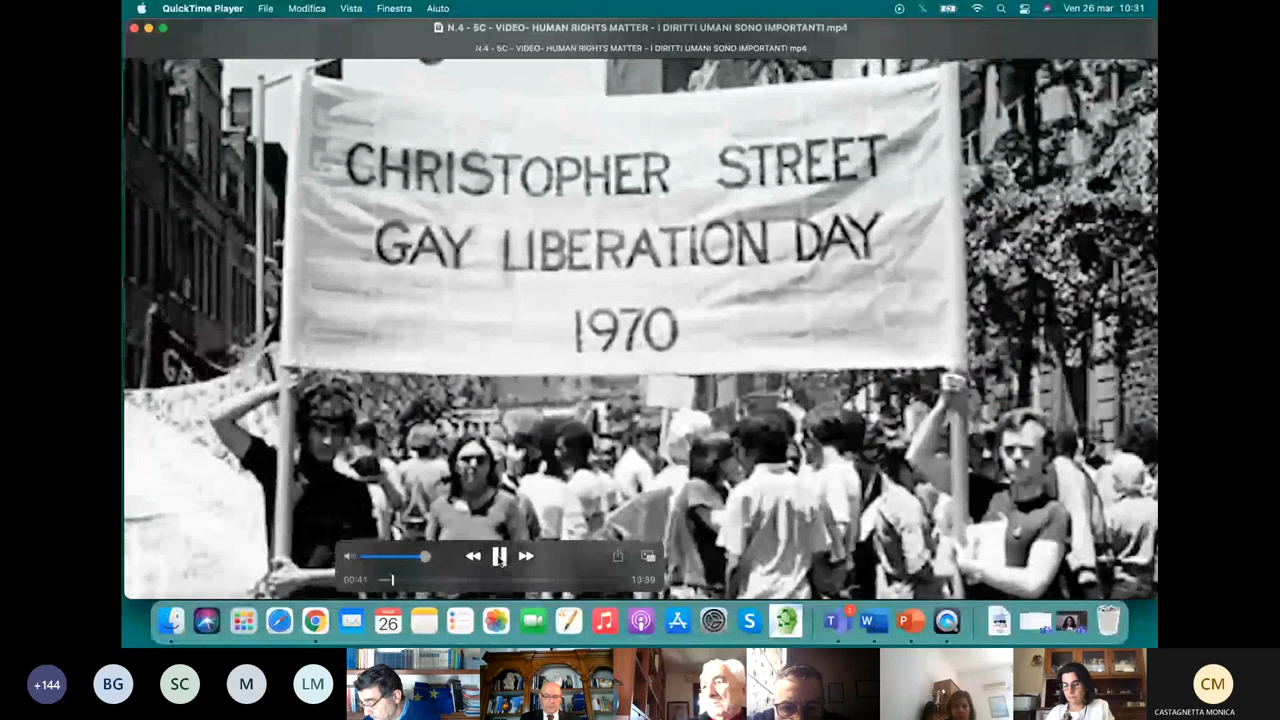 QuickTime Player File Modifica Vista Finestra Aiuto Ven 26 mar 10:31
N.4 - 5C - VIDEO- HUMAN RIGHTS MATTER - I DIRITTI UMANI SONO IMPORTANTI mp4
N.4 - 5C - VIDEO- HUMAN RIGHTS MATTER - I DIRITTI UMANI SONO IMPORTANTI mp4
CHRISTOPHER STREET
GAY LIBERATION DAY
1970
00:41 13:39
MAR
26
+144 BG SC M LM CM
CASTAGNETTA MONICA